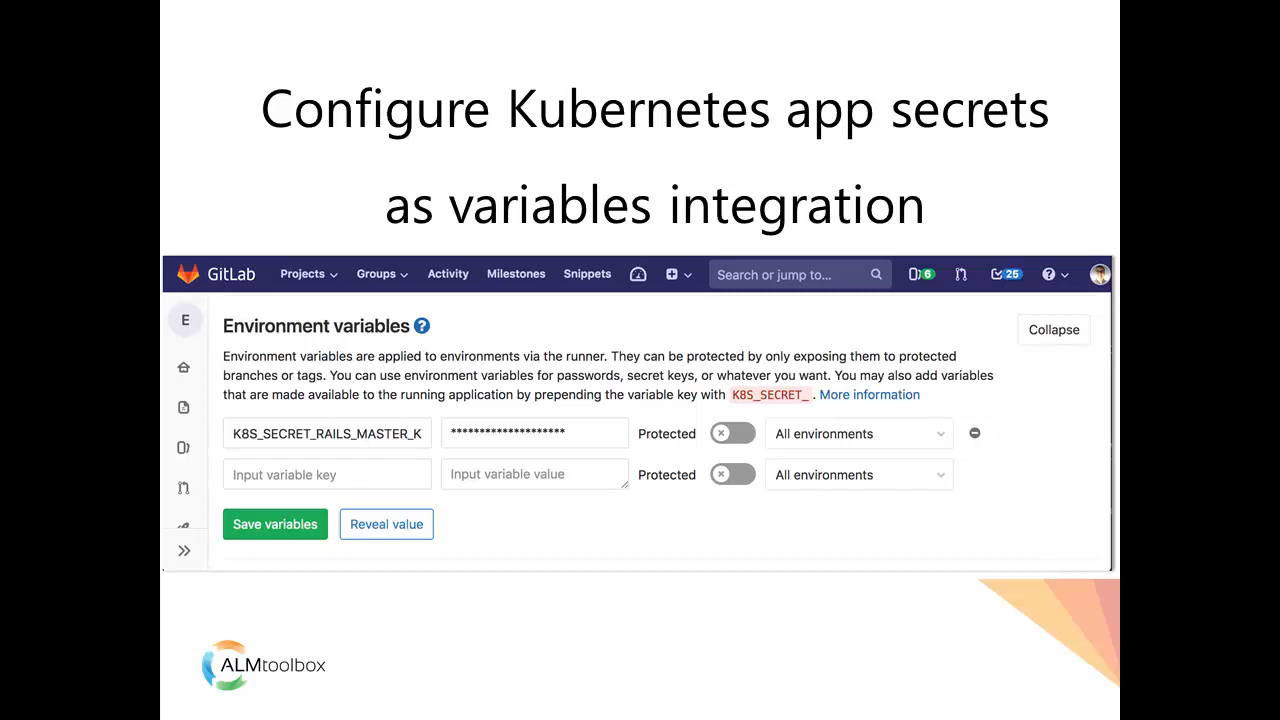 Configure Kubernetes app secrets
as variables integration
GitLab Projects Groups Activity Milestones Snippets Search or jump to... 6 25
E
Environment variables ?
Collapse
Environment variables are applied to environments via the runner. They can be protected by only exposing them to protected
branches or tags. You can use environment variables for passwords, secret keys, or whatever you want. You may also add variables
that are made available to the running application by prepending the variable key with K8S_SECRET_ . More information
K8S_SECRET_RAILS_MASTER_K ******************** Protected All environments
Input variable key Input variable value Protected All environments
Save variables Reveal value
ALMtoolbox